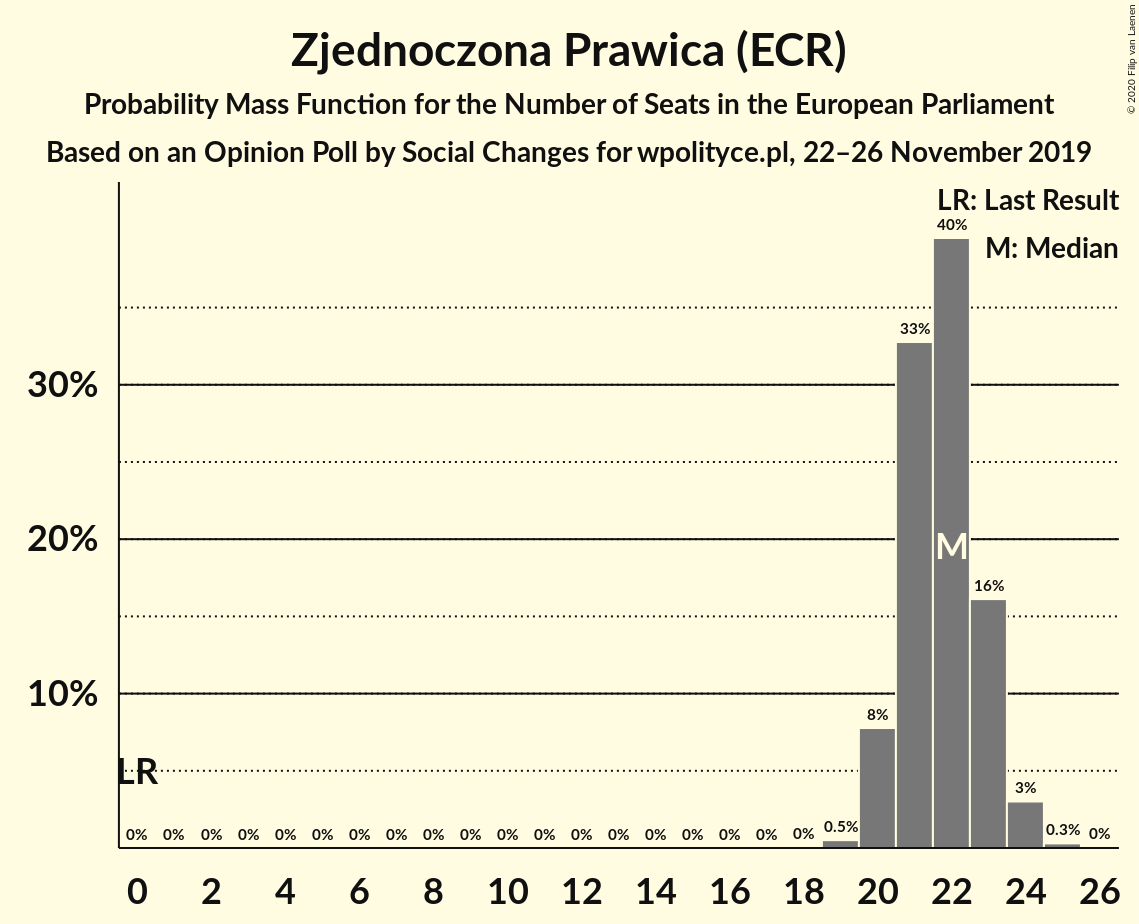 Zjednoczona Prawica (ECR)
Probability Mass Function for the Number of Seats in the European Parliament
Based on an Opinion Poll by Social Changes for wpolityce.pl, 22–26 November 2019
© 2020 Filip van Laenen
LR: Last Result
M: Median
40%
33%
30%
20%
M
16%
10%
8%
LR
3%
0% 0% 0% 0% 0% 0% 0% 0% 0% 0% 0% 0% 0% 0% 0% 0% 0% 0% 0% 0.5% 0.3% 0%
0 2 4 6 8 10 12 14 16 18 20 22 24 26